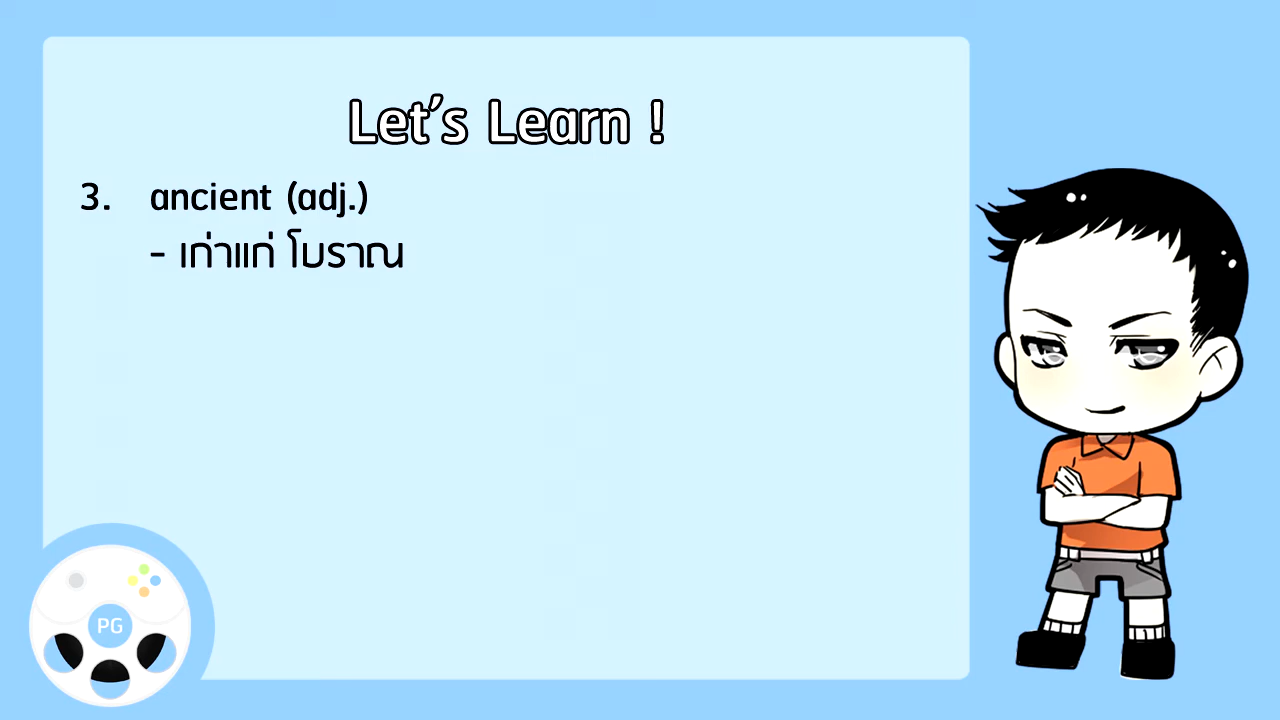 Let's Learn !
3. ancient (adj.)
- เก่าแก่ โบราณ
PG